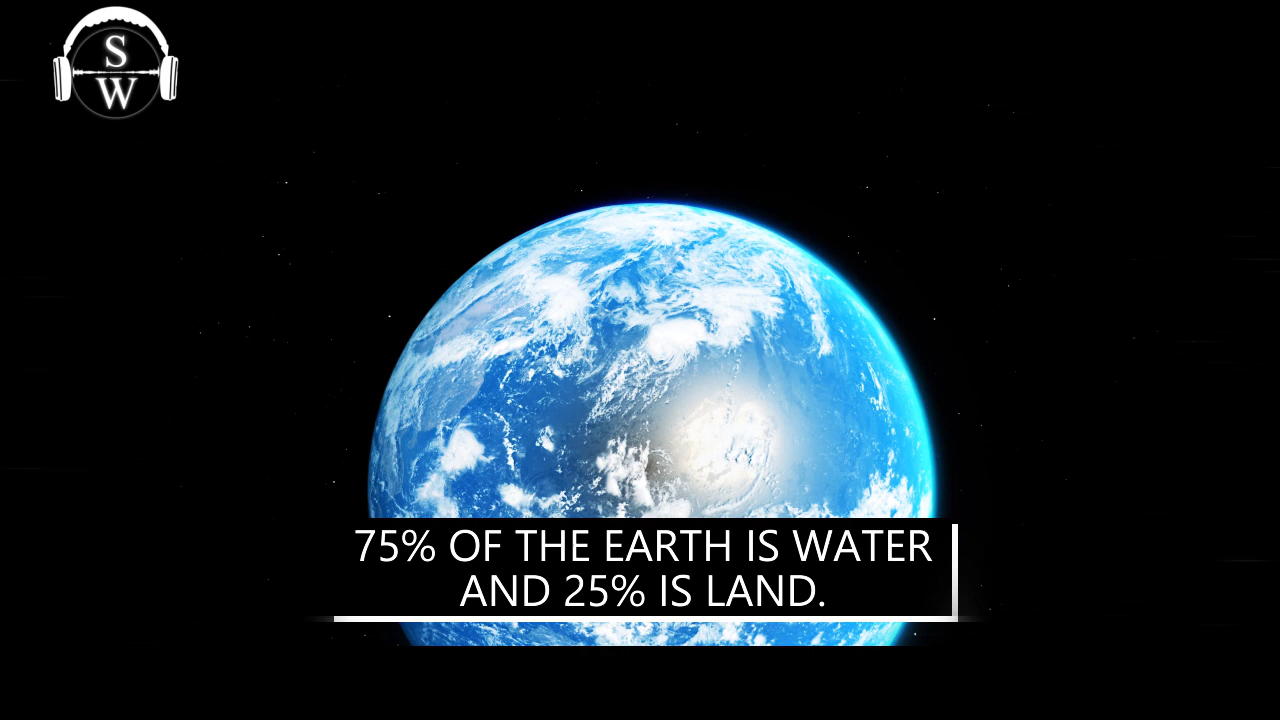 S
W
75% OF THE EARTH IS WATER
AND 25% IS LAND.